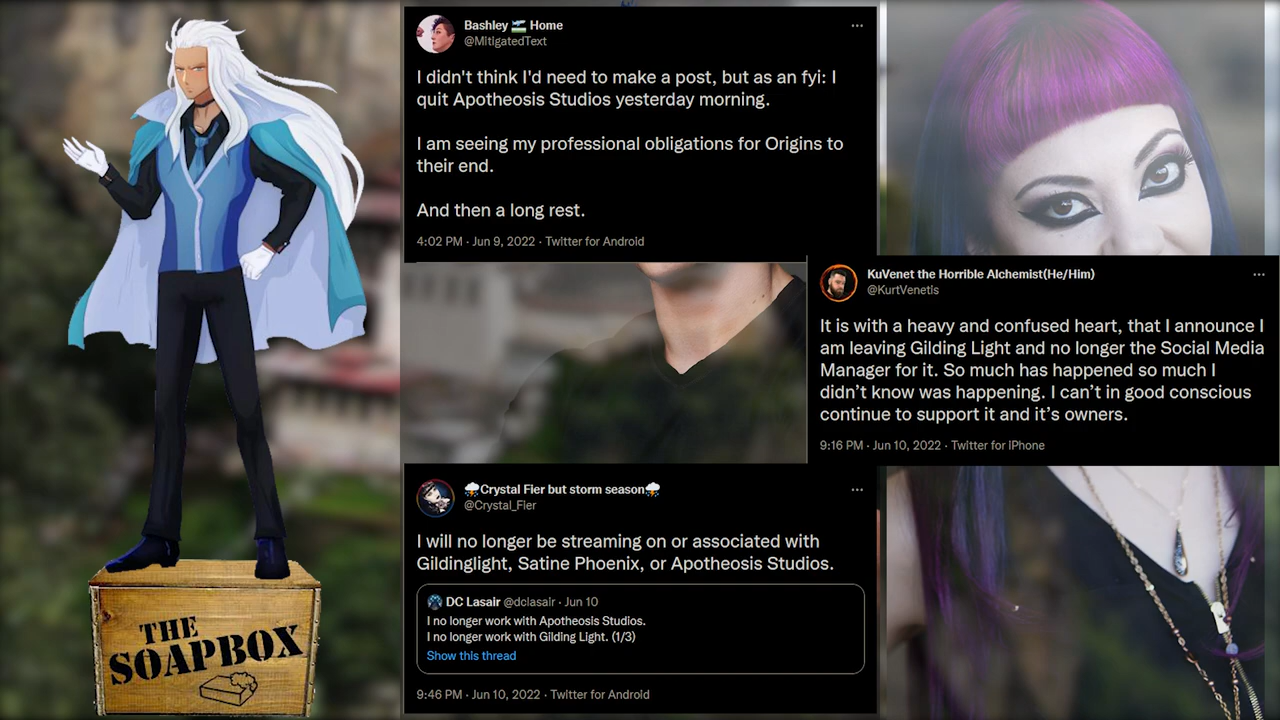 Bashley Home
@MitigatedText
I didn't think I'd need to make a post, but as an fyi: I
quit Apotheosis Studios yesterday morning.
I am seeing my professional obligations for Origins to
their end.
And then a long rest.
4:02 PM · Jun 9, 2022 · Twitter for Android
KuVenet the Horrible Alchemist(He/Him)
@KurtVenetis
It is with a heavy and confused heart, that I announce I
am leaving Gilding Light and no longer the Social Media
Manager for it. So much has happened so much I
didn't know was happening. I can't in good conscious
continue to support it and it's owners.
9:16 PM · Jun 10, 2022 · Twitter for iPhone
Crystal Fier but storm season
@Crystal_Fier
I will no longer be streaming on or associated with
Gildinglight, Satine Phoenix, or Apotheosis Studios.
DC Lasair @dclasair · Jun 10
I no longer work with Apotheosis Studios.
I no longer work with Gilding Light. (1/3)
Show this thread
9:46 PM · Jun 10, 2022 · Twitter for Android
THE
SOAPBOX